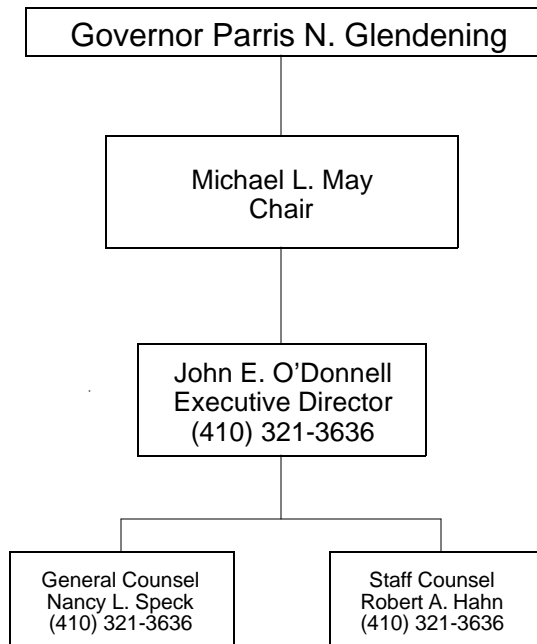 Governor Parris N. Glendening
Michael L. May
Chair
John E. O’Donnell
Executive Director
(410) 321-3636
General Counsel
Nancy L. Speck
(410) 321-3636
Staff Counsel
Robert A. Hahn
(410) 321-3636